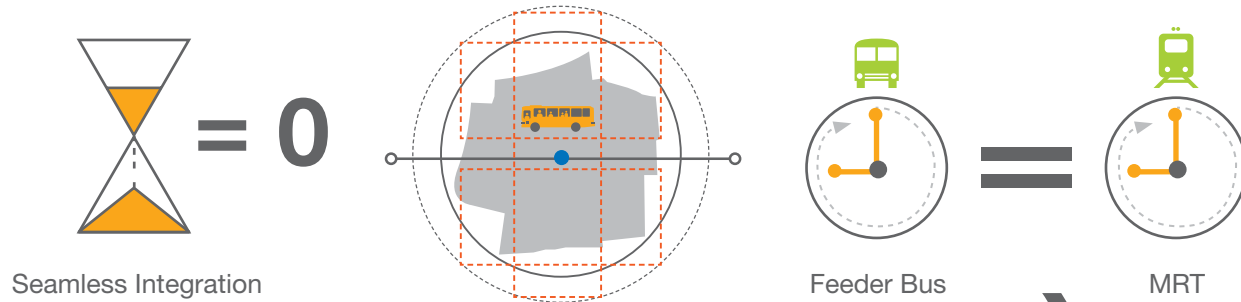 = 0
Seamless Integration
=
Feeder Bus
MRT